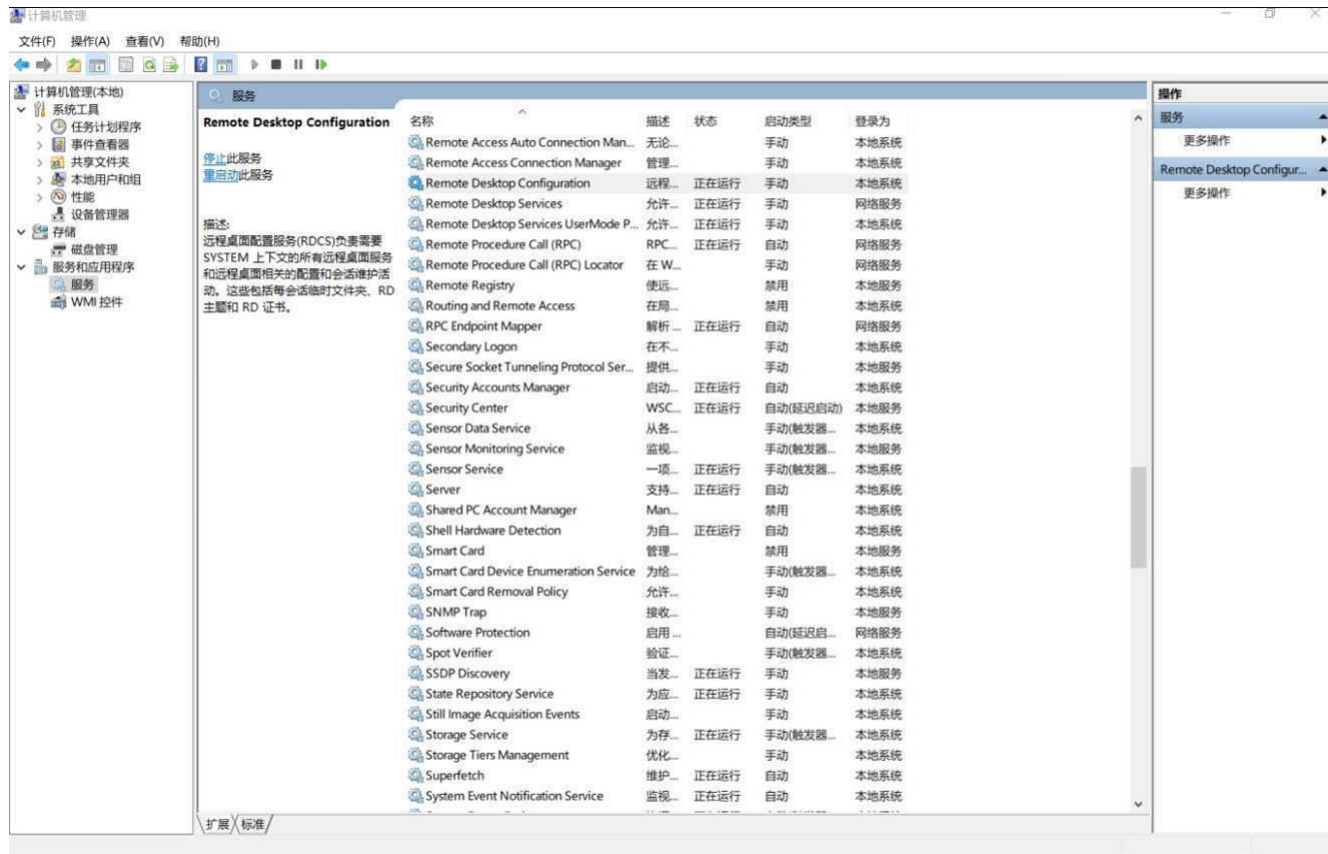 计算机管理
文件(F) 操作(A) 查看(V) 帮助(H)
计算机管理(本地)
系统工具
任务计划程序
事件查看器
共享文件夹
本地用户和组
性能
设备管理器
存储
磁盘管理
服务和应用程序
服务
WMI 控件
服务
Remote Desktop Configuration
停止此服务
重启动此服务
描述:
远程桌面配置服务(RDCS)负责需要
SYSTEM 上下文的所有远程桌面服务
和远程桌面相关的配置和会话维护活
动。这些包括每会话临时文件夹、RD
主题和 RD 证书。
名称 描述 状态 启动类型 登录为
Remote Access Auto Connection Man... 无论... 手动 本地系统
Remote Access Connection Manager 管理... 手动 本地系统
Remote Desktop Configuration 远程... 正在运行 手动 本地系统
Remote Desktop Services 允许... 正在运行 手动 网络服务
Remote Desktop Services UserMode P... 允许... 正在运行 手动 本地系统
Remote Procedure Call (RPC) RPC... 正在运行 自动 网络服务
Remote Procedure Call (RPC) Locator 在 W... 手动 网络服务
Remote Registry 使远... 禁用 本地服务
Routing and Remote Access 在局... 禁用 本地系统
RPC Endpoint Mapper 解析 ... 正在运行 自动 网络服务
Secondary Logon 在不... 手动 本地系统
Secure Socket Tunneling Protocol Ser... 提供... 手动 本地服务
Security Accounts Manager 启动... 正在运行 自动 本地系统
Security Center WSC... 正在运行 自动(延迟启动) 本地服务
Sensor Data Service 从各... 手动(触发器... 本地系统
Sensor Monitoring Service 监视... 手动(触发器... 本地服务
Sensor Service 一项... 正在运行 手动(触发器... 本地系统
Server 支持... 正在运行 自动 本地系统
Shared PC Account Manager Man... 禁用 本地系统
Shell Hardware Detection 为自... 正在运行 自动 本地系统
Smart Card 管理... 禁用 本地服务
Smart Card Device Enumeration Service 为给... 手动(触发器... 本地系统
Smart Card Removal Policy 允许... 手动 本地系统
SNMP Trap 接收... 手动 本地服务
Software Protection 启用 ... 自动(延迟启... 网络服务
Spot Verifier 验证... 手动(触发器... 本地系统
SSDP Discovery 当发... 正在运行 手动 本地服务
State Repository Service 为应... 正在运行 手动 本地系统
Still Image Acquisition Events 启动... 手动 本地系统
Storage Service 为存... 正在运行 手动(触发器... 本地系统
Storage Tiers Management 优化... 手动 本地系统
Superfetch 维护... 正在运行 自动 本地系统
System Event Notification Service 监视... 正在运行 自动 本地系统
扩展 标准
操作
服务
更多操作
Remote Desktop Configur...
更多操作